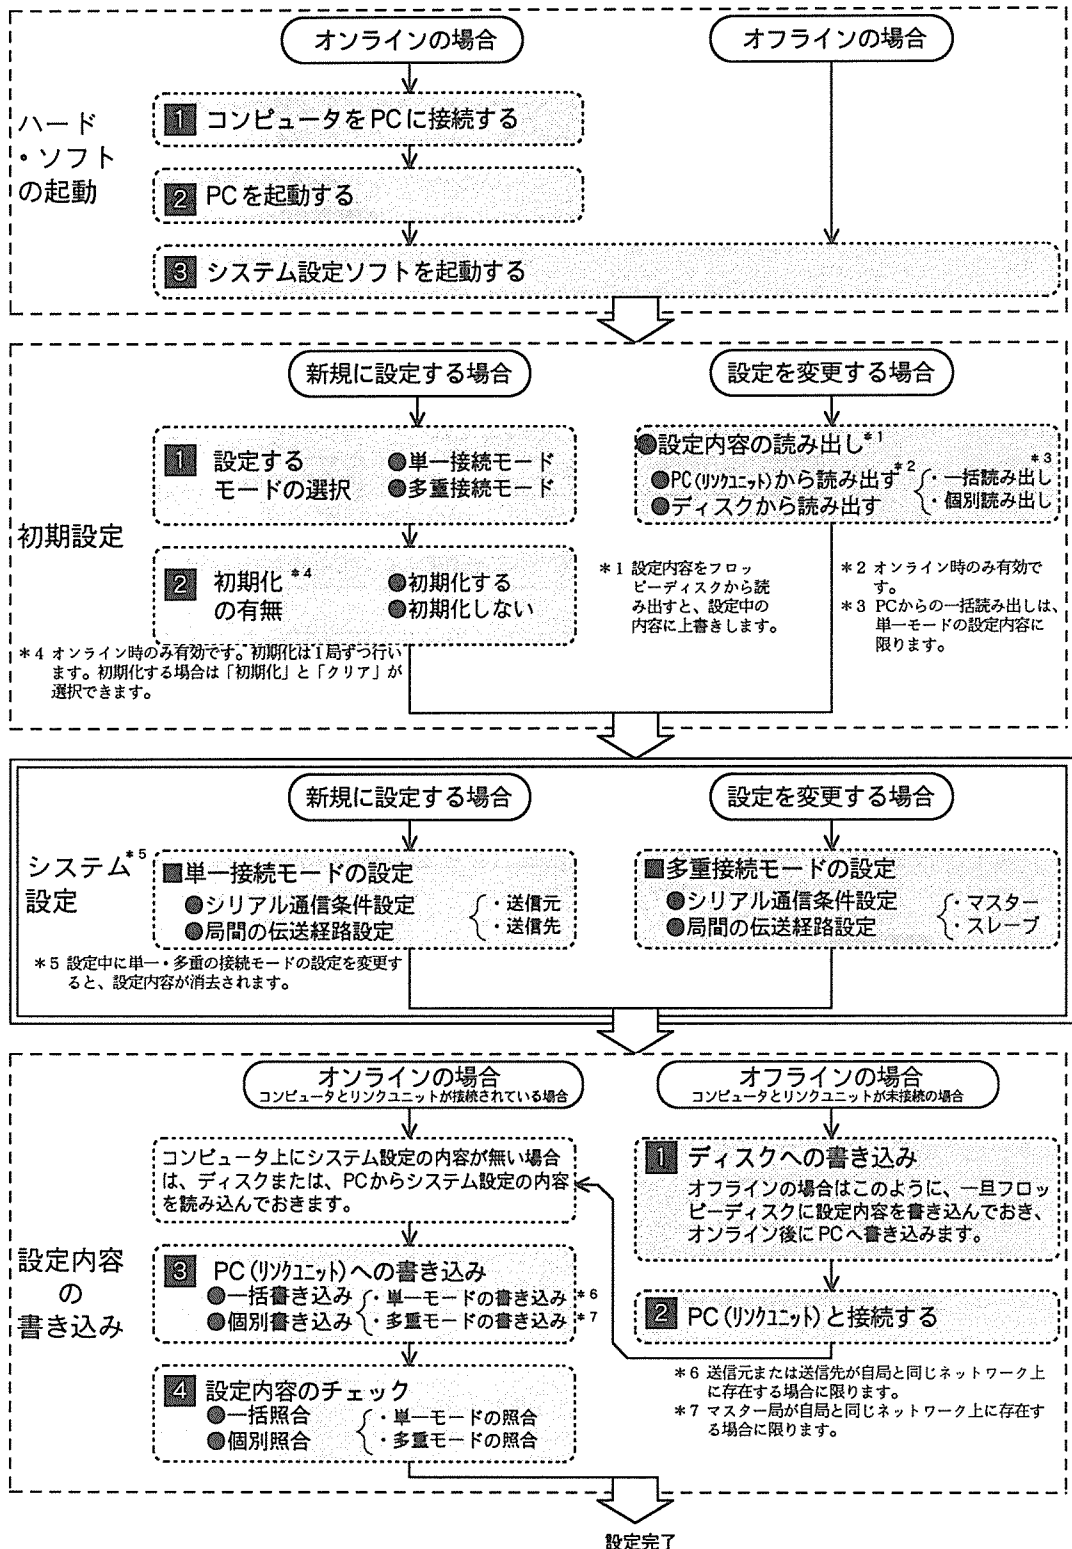 オンラインの場合
オフラインの場合
ハード
・ソフト
の起動
1 コンピュータをPCに接続する
2 PCを起動する
3 システム設定ソフトを起動する
新規に設定する場合
設定を変更する場合
初期設定
1 設定する
モードの選択
●単一接続モード
●多重接続モード
●設定内容の読み出し*1
●PC(リンクユニット)から読み出す*2
●ディスクから読み出す
・一括読み出し*3
・個別読み出し
2 初期化*4
の有無
●初期化する
●初期化しない
*1 設定内容をフロッ
ピーディスクから読
み出すと、設定中の
内容に上書きします。
*2 オンライン時のみ有効で
す。
*3 PCからの一括読み出しは、
単一モードの設定内容に
限ります。
*4 オンライン時のみ有効です。初期化は1局ずつ行い
ます。初期化する場合は「初期化」と「クリア」が
選択できます。
新規に設定する場合
設定を変更する場合
システム*5
設定
■単一接続モードの設定
●シリアル通信条件設定
●局間の伝送経路設定
・送信元
・送信先
■多重接続モードの設定
●シリアル通信条件設定
●局間の伝送経路設定
・マスター
・スレーブ
*5 設定中に単一・多重の接続モードの設定を変更す
ると、設定内容が消去されます。
オンラインの場合
コンピュータとリンクユニットが接続されている場合
オフラインの場合
コンピュータとリンクユニットが未接続の場合
設定内容
の
書き込み
コンピュータ上にシステム設定の内容が無い場合
は、ディスクまたは、PCからシステム設定の内容
を読み込んでおきます。
1 ディスクへの書き込み
オフラインの場合はこのように、一旦フロッ
ピーディスクに設定内容を書き込んでおき、
オンライン後にPCへ書き込みます。
3 PC(リンクユニット)への書き込み
●一括書き込み
●個別書き込み
・単一モードの書き込み*6
・多重モードの書き込み*7
2 PC(リンクユニット)と接続する
4 設定内容のチェック
●一括照合
●個別照合
・単一モードの照合
・多重モードの照合
*6 送信元または送信先が自局と同じネットワーク上
に存在する場合に限ります。
*7 マスター局が自局と同じネットワーク上に存在す
る場合に限ります。
設定完了